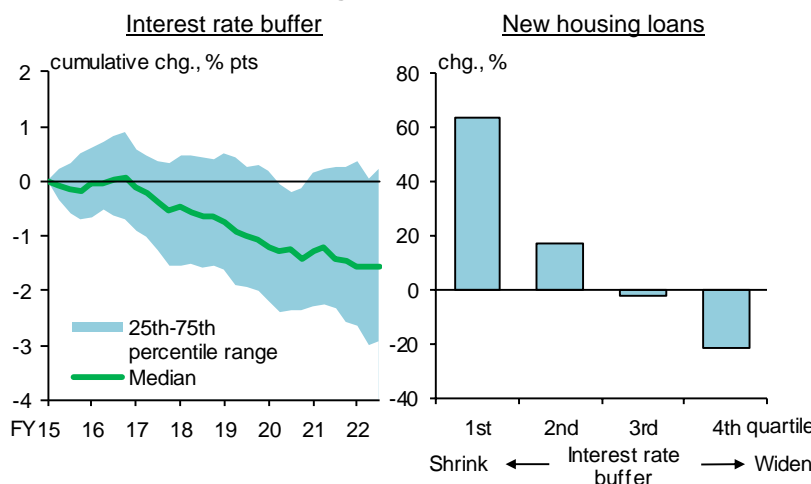 Interest rate buffer
cumulative chg., % pts
2
1
0
-1
-2
-3
-4
25th-75th
percentile range
Median
FY15 16 17 18 19 20 21 22
New housing loans
chg., %
80
60
40
20
0
-20
-40
1st 2nd 3rd 4th quartile
Shrink Interest rate Widen
buffer